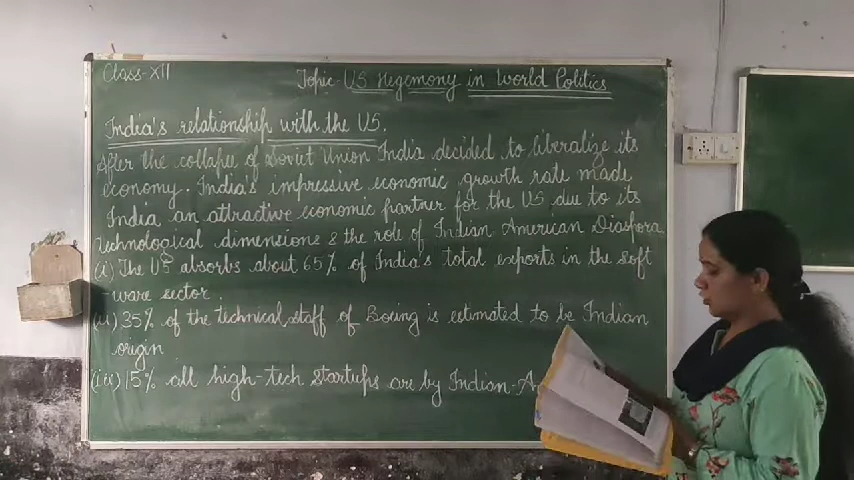 Class-XII
Topic- US Hegemony in World Politics
India's relationship with the US.
After the collapse of Soviet Union India decided to liberalize its
economy. India's impressive economic growth rate made
India an attractive economic partner for the US due to its
technological dimensions & the role of Indian American Diaspora
(i) The US absorbs about 65% of India's total exports in the soft
ware sector.
(ii) 35% of the technical staff of Boeing is estimated to be Indian
origin
(iii) 15% all high-tech startups are by Indian-A